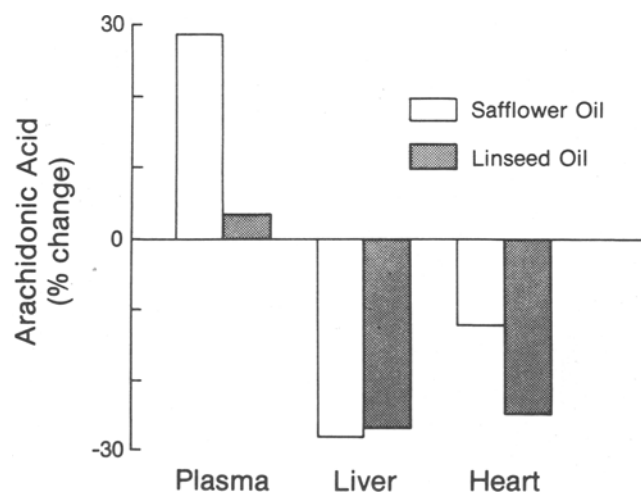 30
Safflower Oil
Linseed Oil
Arachidonic Acid
(% change)
0
-30
Plasma Liver Heart